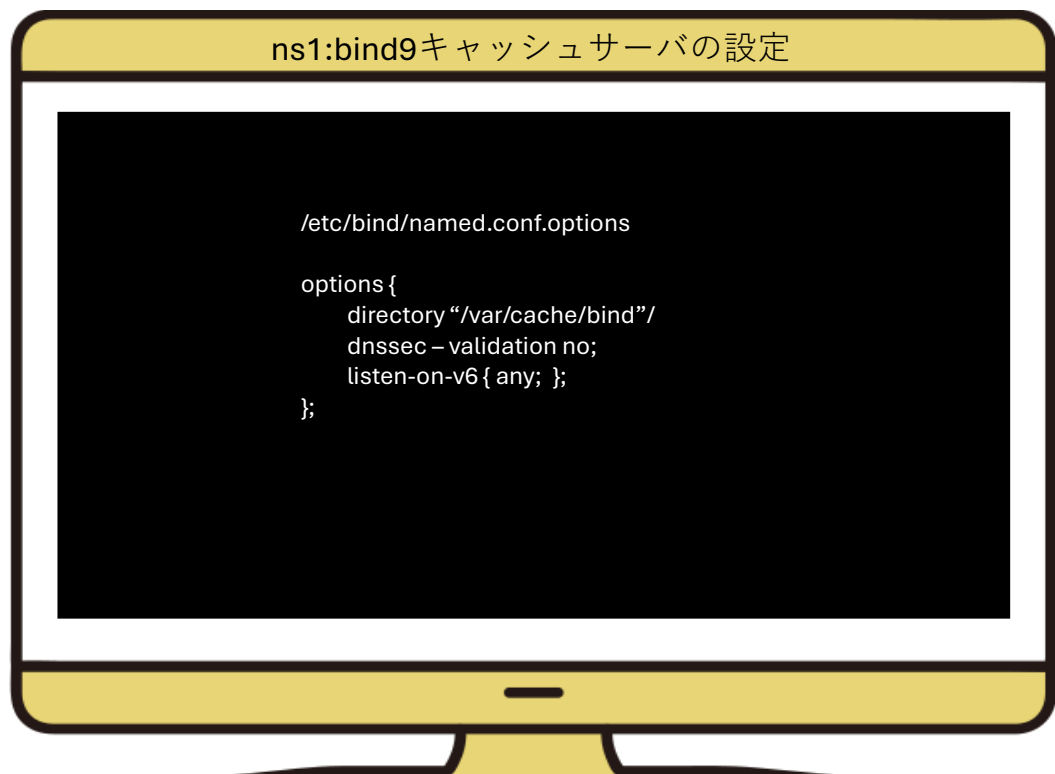 ns1:bind9キャッシュサーバの設定
/etc/bind/named.conf.options
options {
directory “/var/cache/bind”/
dnssec – validation no;
listen-on-v6 { any; };
};